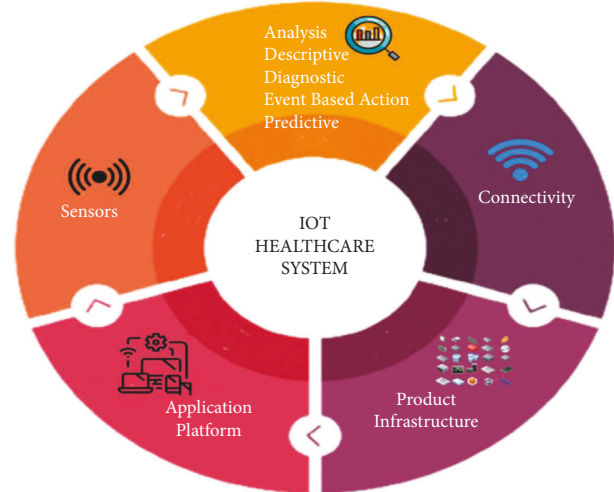 Analysis
Descriptive
Diagnostic
Event Based Action
Predictive
Connectivity
Product
Infrastructure
Application
Platform
Sensors
IOT
HEALTHCARE
SYSTEM